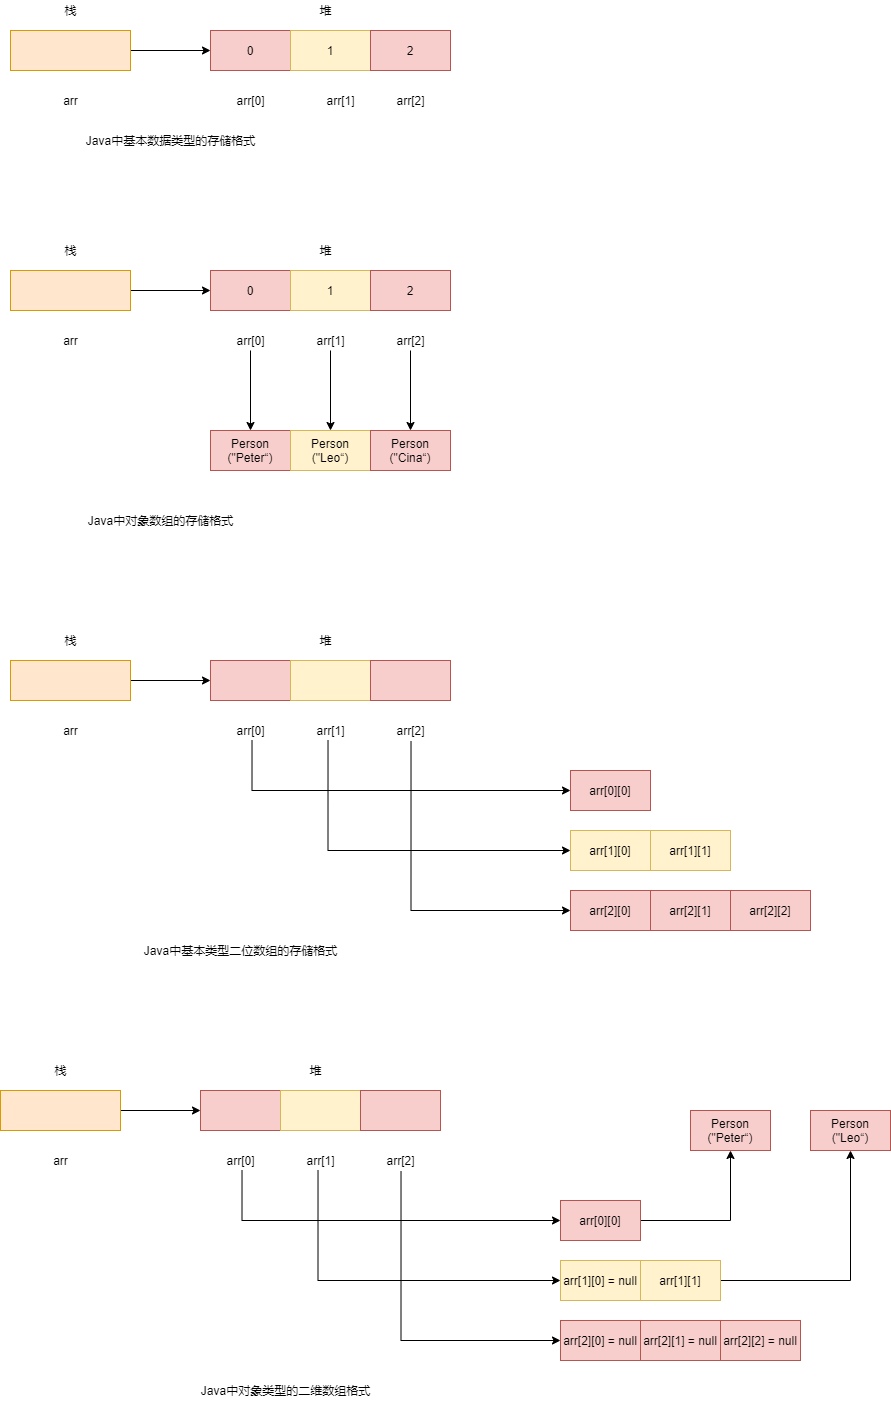 栈 堆
0 1 2
arr arr[0] arr[1] arr[2]
Java中基本数据类型的存储格式
栈 堆
0 1 2
arr arr[0] arr[1] arr[2]
Person Person Person
("Peter“) ("Leo“) ("Cina“)
Java中对象数组的存储格式
栈 堆
arr arr[0] arr[1] arr[2]
arr[0][0]
arr[1][0] arr[1][1]
arr[2][0] arr[2][1] arr[2][2]
Java中基本类型二位数组的存储格式
栈 堆
Person Person
("Peter“) ("Leo“)
arr arr[0] arr[1] arr[2]
arr[0][0]
arr[1][0] = null arr[1][1]
arr[2][0] = null arr[2][1] = null arr[2][2] = null
Java中对象类型的二维数组格式